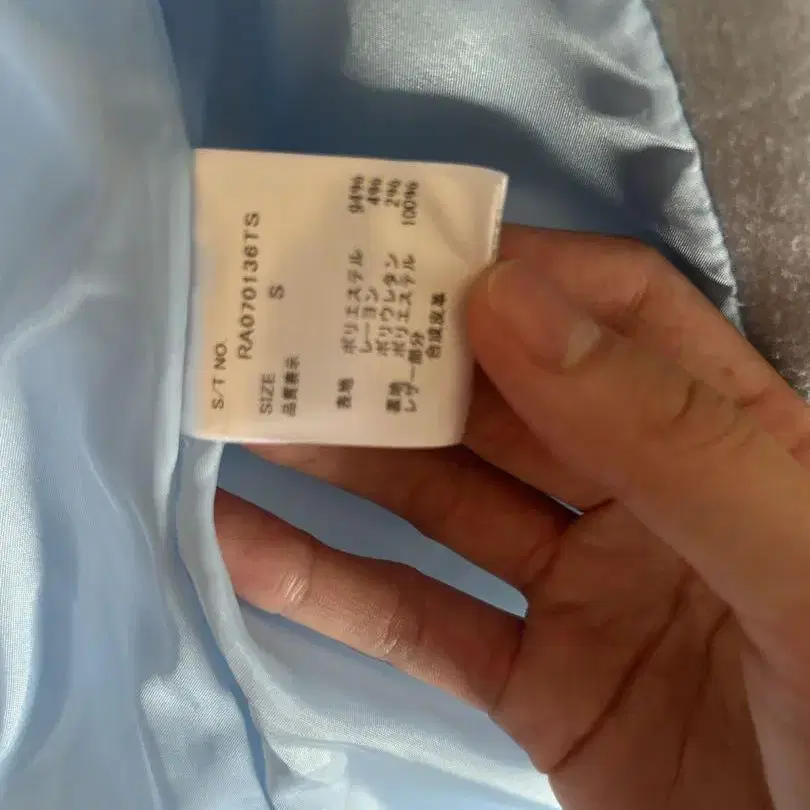 S/T NO.
RA070136TS
SIZE S
品質表示
表地 ポリエステル 94%
レーヨン 4%
ポリウレタン 2%
裏地 ポリエステル 100%
レザー部分
合成皮革